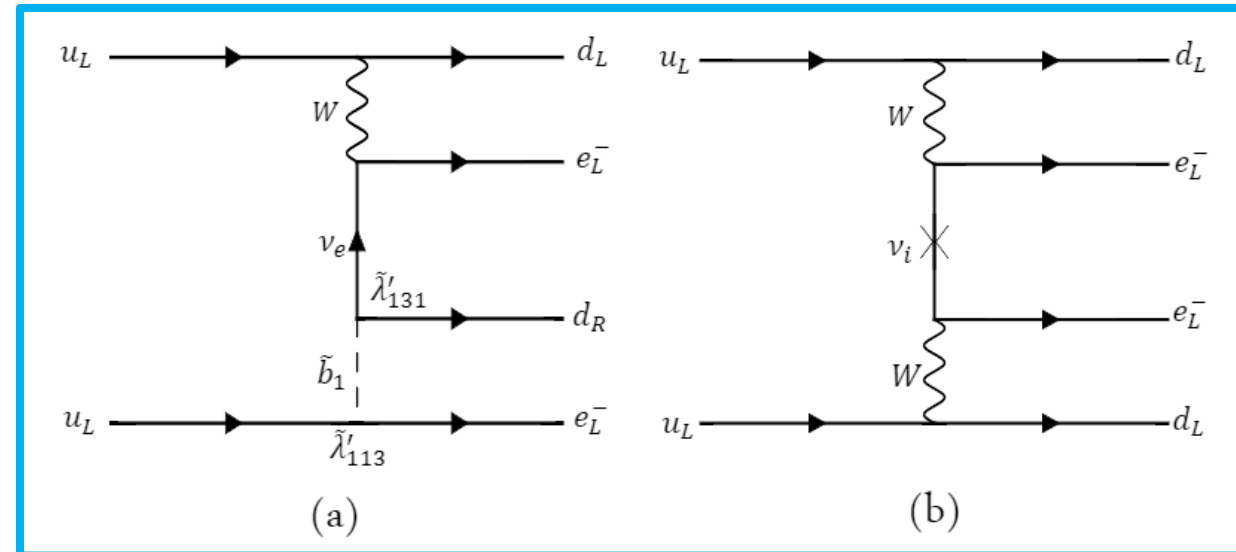 u_L d_L
W
e_L^-
ν_e
λ̃′_131
d_R
b̃_1
u_L e_L^-
λ̃′_113
(a)
u_L d_L
W
e_L^-
ν_i
e_L^-
W
u_L d_L
(b)